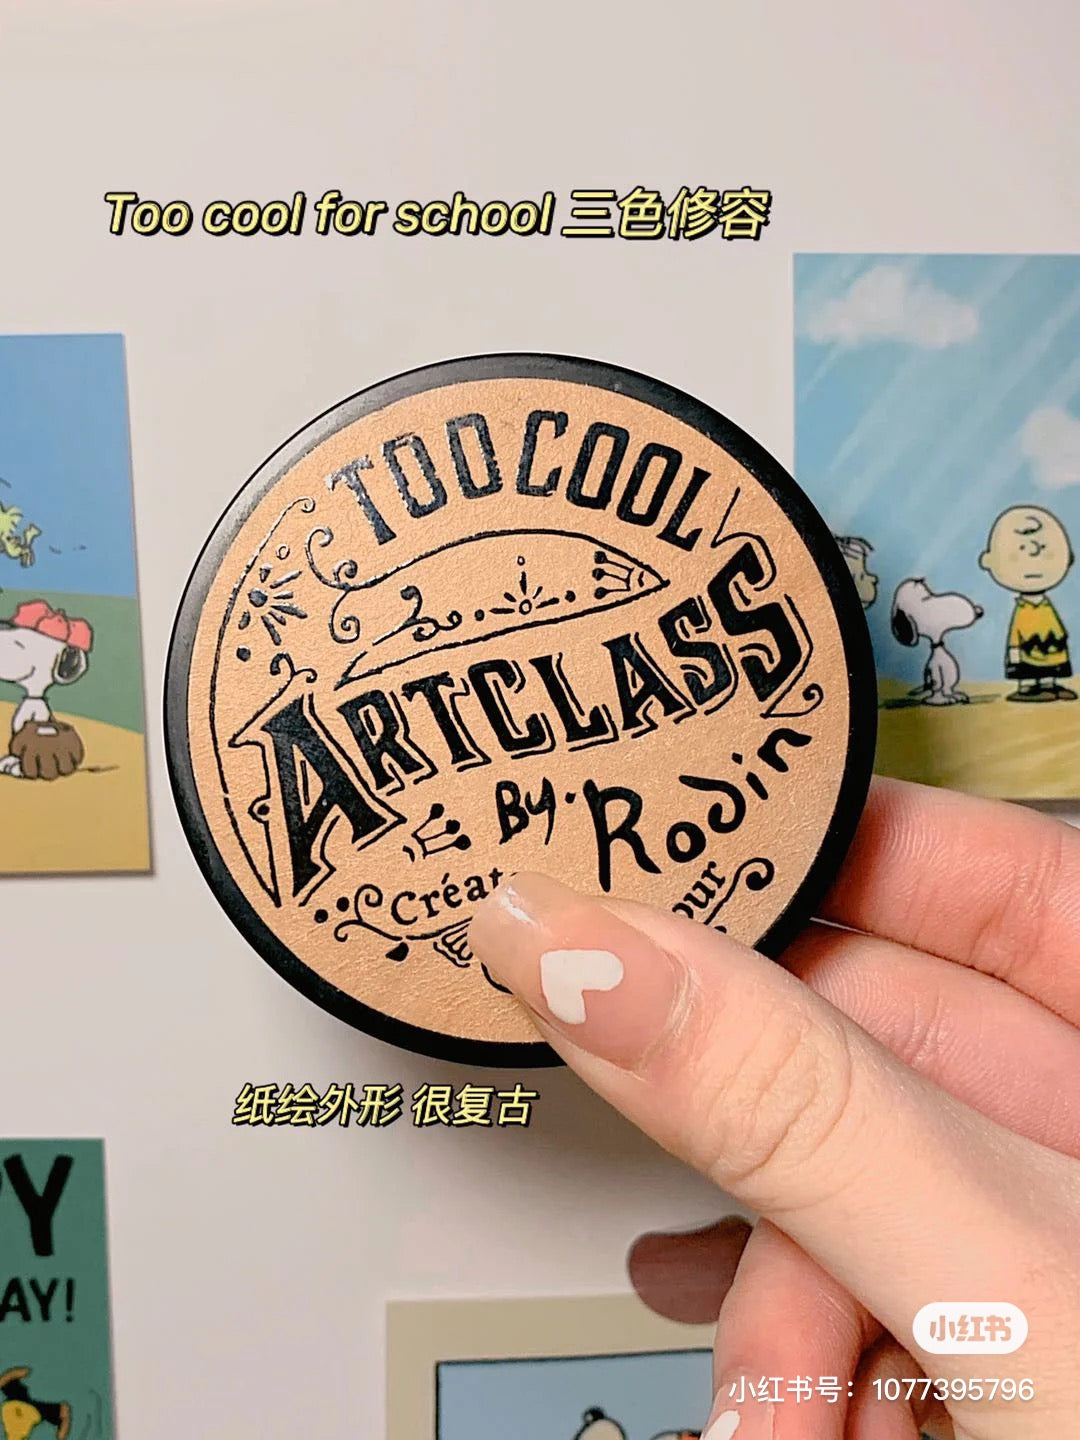 Too cool for school 三色修容
TOO COOL
ARTCLASS
By. Rodin
纸绘外形 很复古
AY!
小红书
小红书号：1077395796